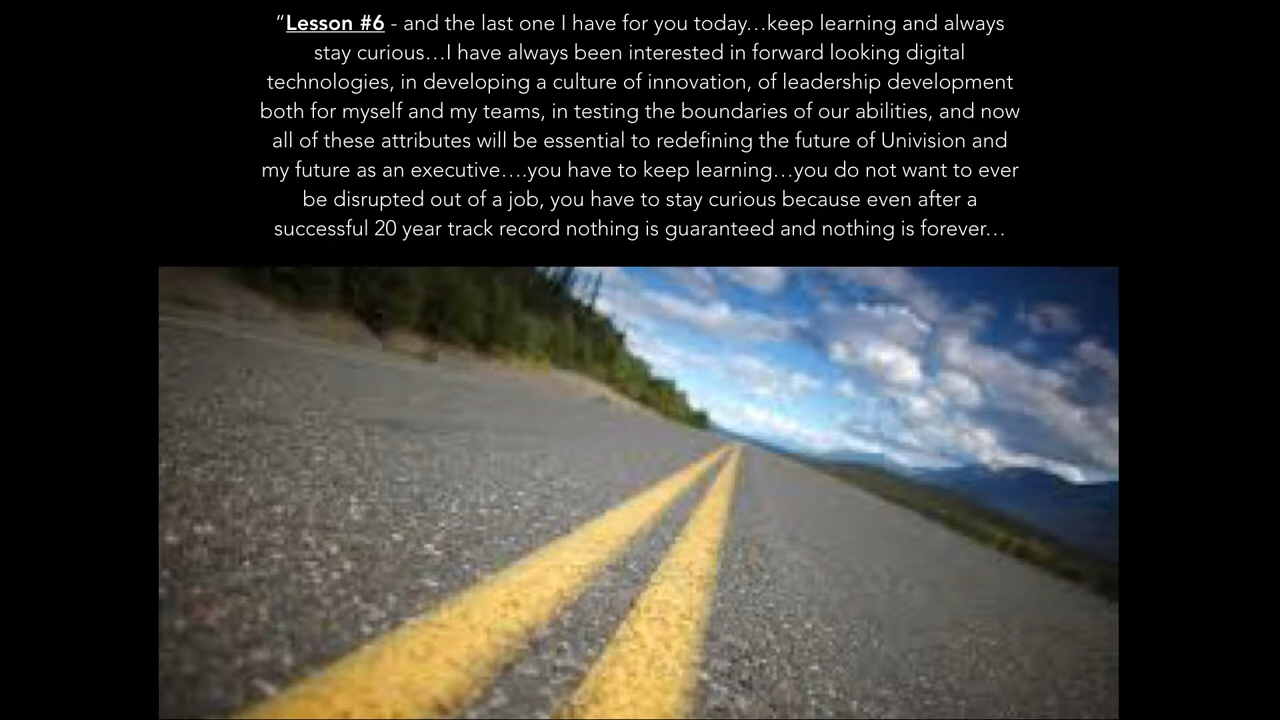 “Lesson #6 - and the last one I have for you today…keep learning and always
stay curious…I have always been interested in forward looking digital
technologies, in developing a culture of innovation, of leadership development
both for myself and my teams, in testing the boundaries of our abilities, and now
all of these attributes will be essential to redefining the future of Univision and
my future as an executive….you have to keep learning…you do not want to ever
be disrupted out of a job, you have to stay curious because even after a
successful 20 year track record nothing is guaranteed and nothing is forever…